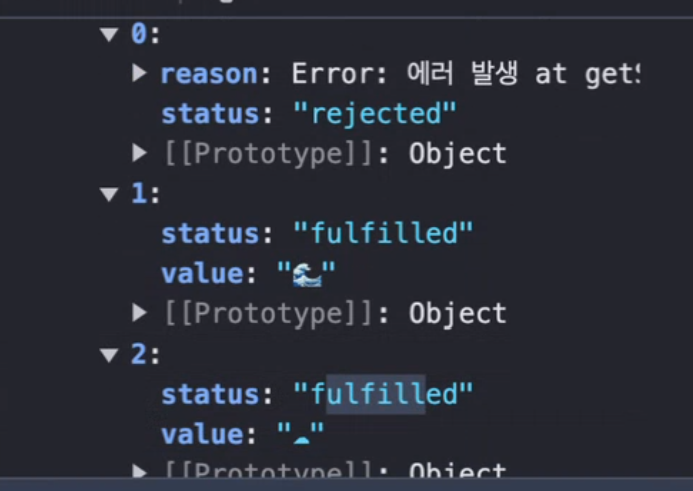 ▼ 0:
▶ reason: Error: 에러 발생 at get
status: "rejected"
▶ [[Prototype]]: Object
▼ 1:
status: "fulfilled"
value: "🌊"
▶ [[Prototype]]: Object
▼ 2:
status: "fulfilled"
value: "☁"
▶ [[Prototype]]: Object